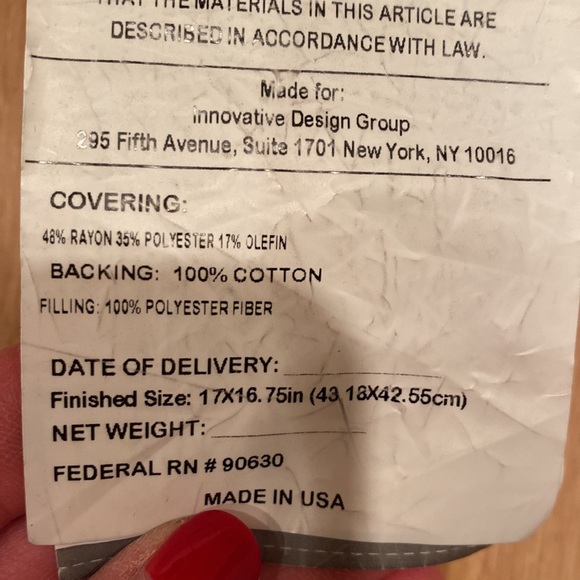 THAT THE MATERIALS IN THIS ARTICLE ARE
DESCRIBED IN ACCORDANCE WITH LAW.
Made for:
Innovative Design Group
295 Fifth Avenue, Suite 1701 New York, NY 10016
COVERING:
48% RAYON 35% POLYESTER 17% OLEFIN
BACKING: 100% COTTON
FILLING: 100% POLYESTER FIBER
DATE OF DELIVERY:
Finished Size: 17X16.75in (43.18X42.55cm)
NET WEIGHT:
FEDERAL RN # 90630
MADE IN USA